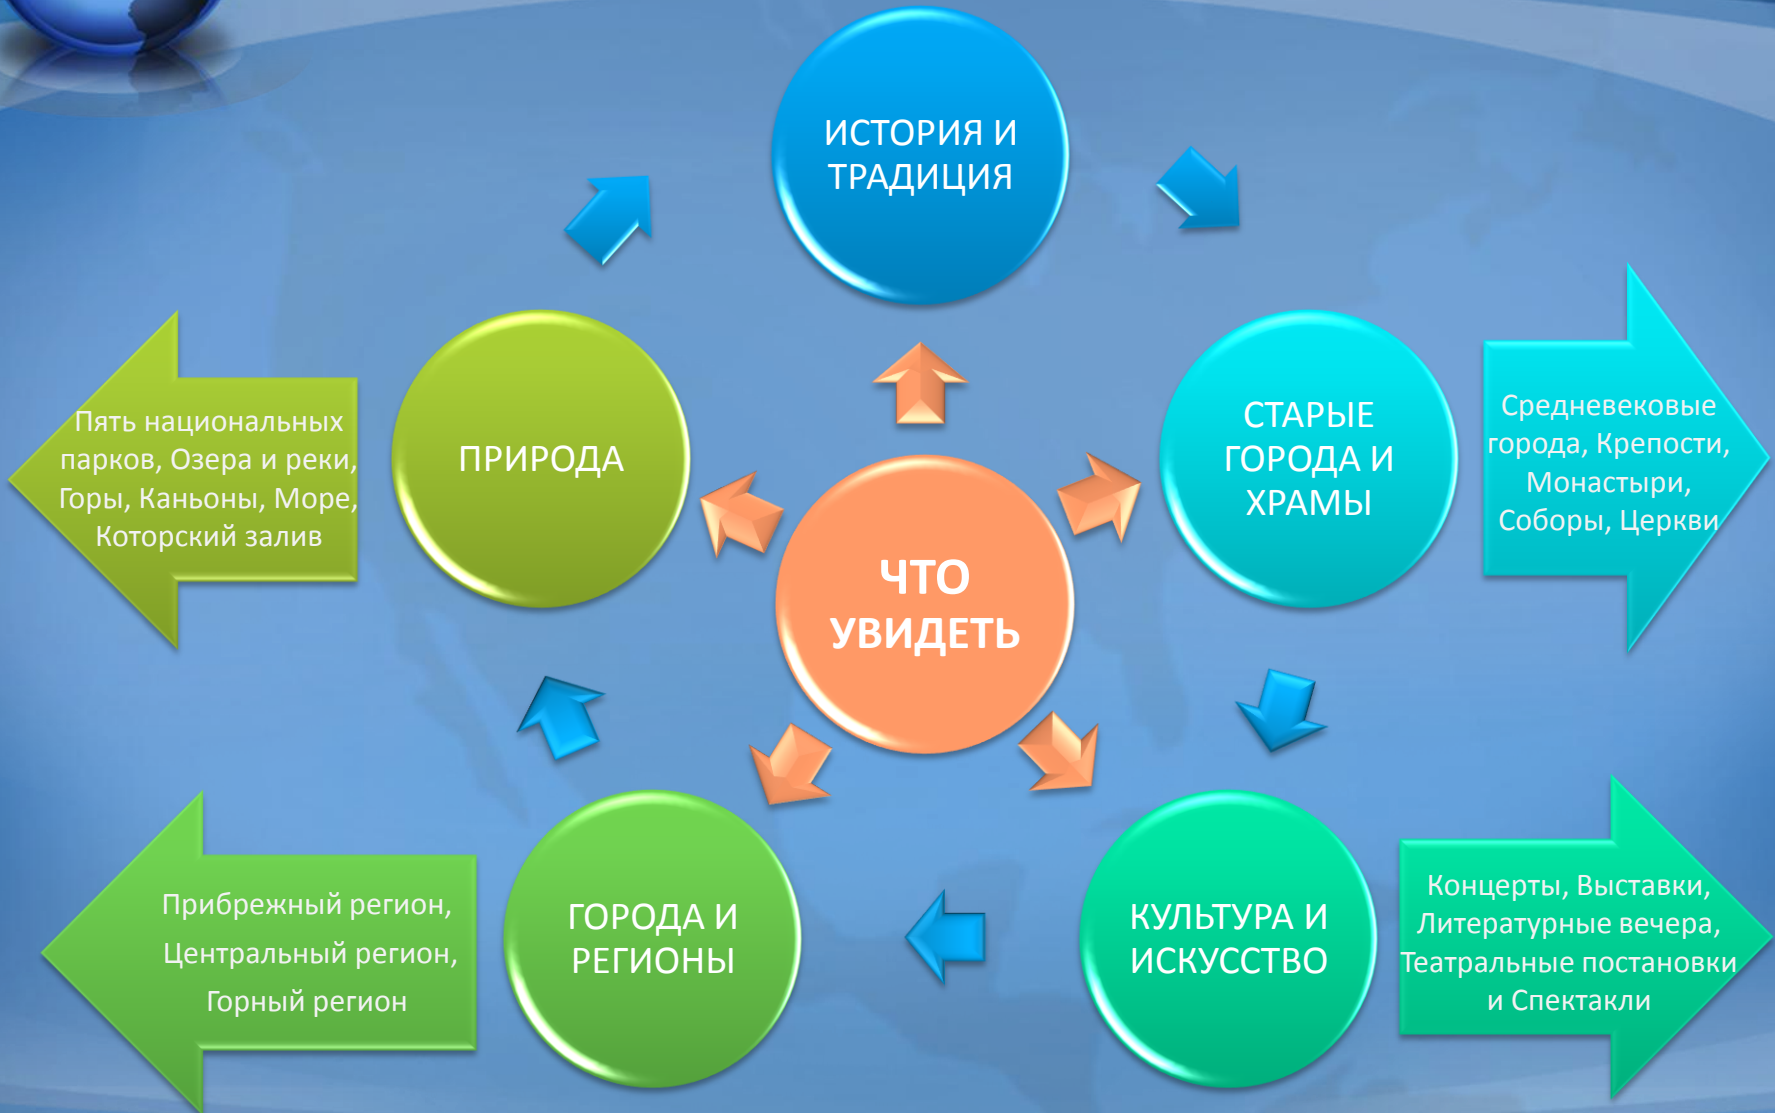 ИСТОРИЯ И
ТРАДИЦИЯ
Пять национальных
парков, Озера и реки,
Горы, Каньоны, Море,
Которский залив
ПРИРОДА
СТАРЫЕ
ГОРОДА И
ХРАМЫ
Средневековые
города, Крепости,
Монастыри,
Соборы, Церкви
ЧТО
УВИДЕТЬ
Прибрежный регион,
Центральный регион,
Горный регион
ГОРОДА И
РЕГИОНЫ
КУЛЬТУРА И
ИСКУССТВО
Концерты, Выставки,
Литературные вечера,
Театральные постановки
и Спектакли